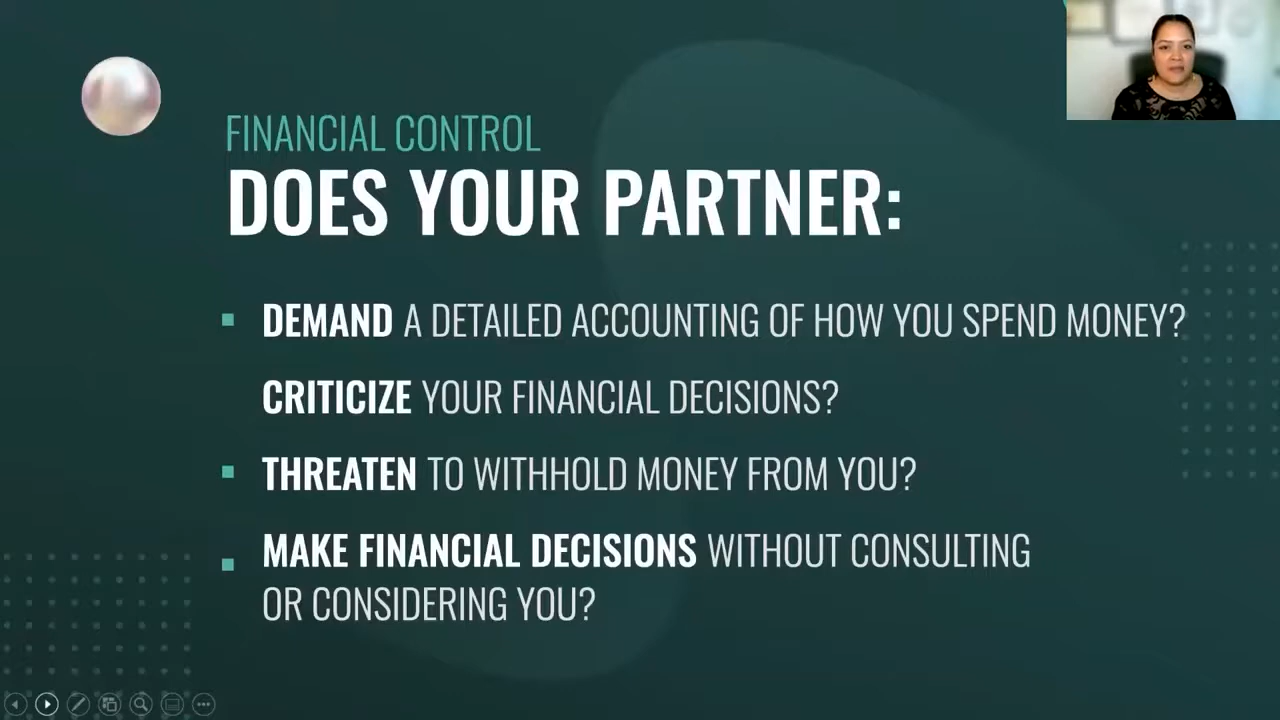 FINANCIAL CONTROL
DOES YOUR PARTNER:
DEMAND A DETAILED ACCOUNTING OF HOW YOU SPEND MONEY?
CRITICIZE YOUR FINANCIAL DECISIONS?
THREATEN TO WITHHOLD MONEY FROM YOU?
MAKE FINANCIAL DECISIONS WITHOUT CONSULTING
OR CONSIDERING YOU?